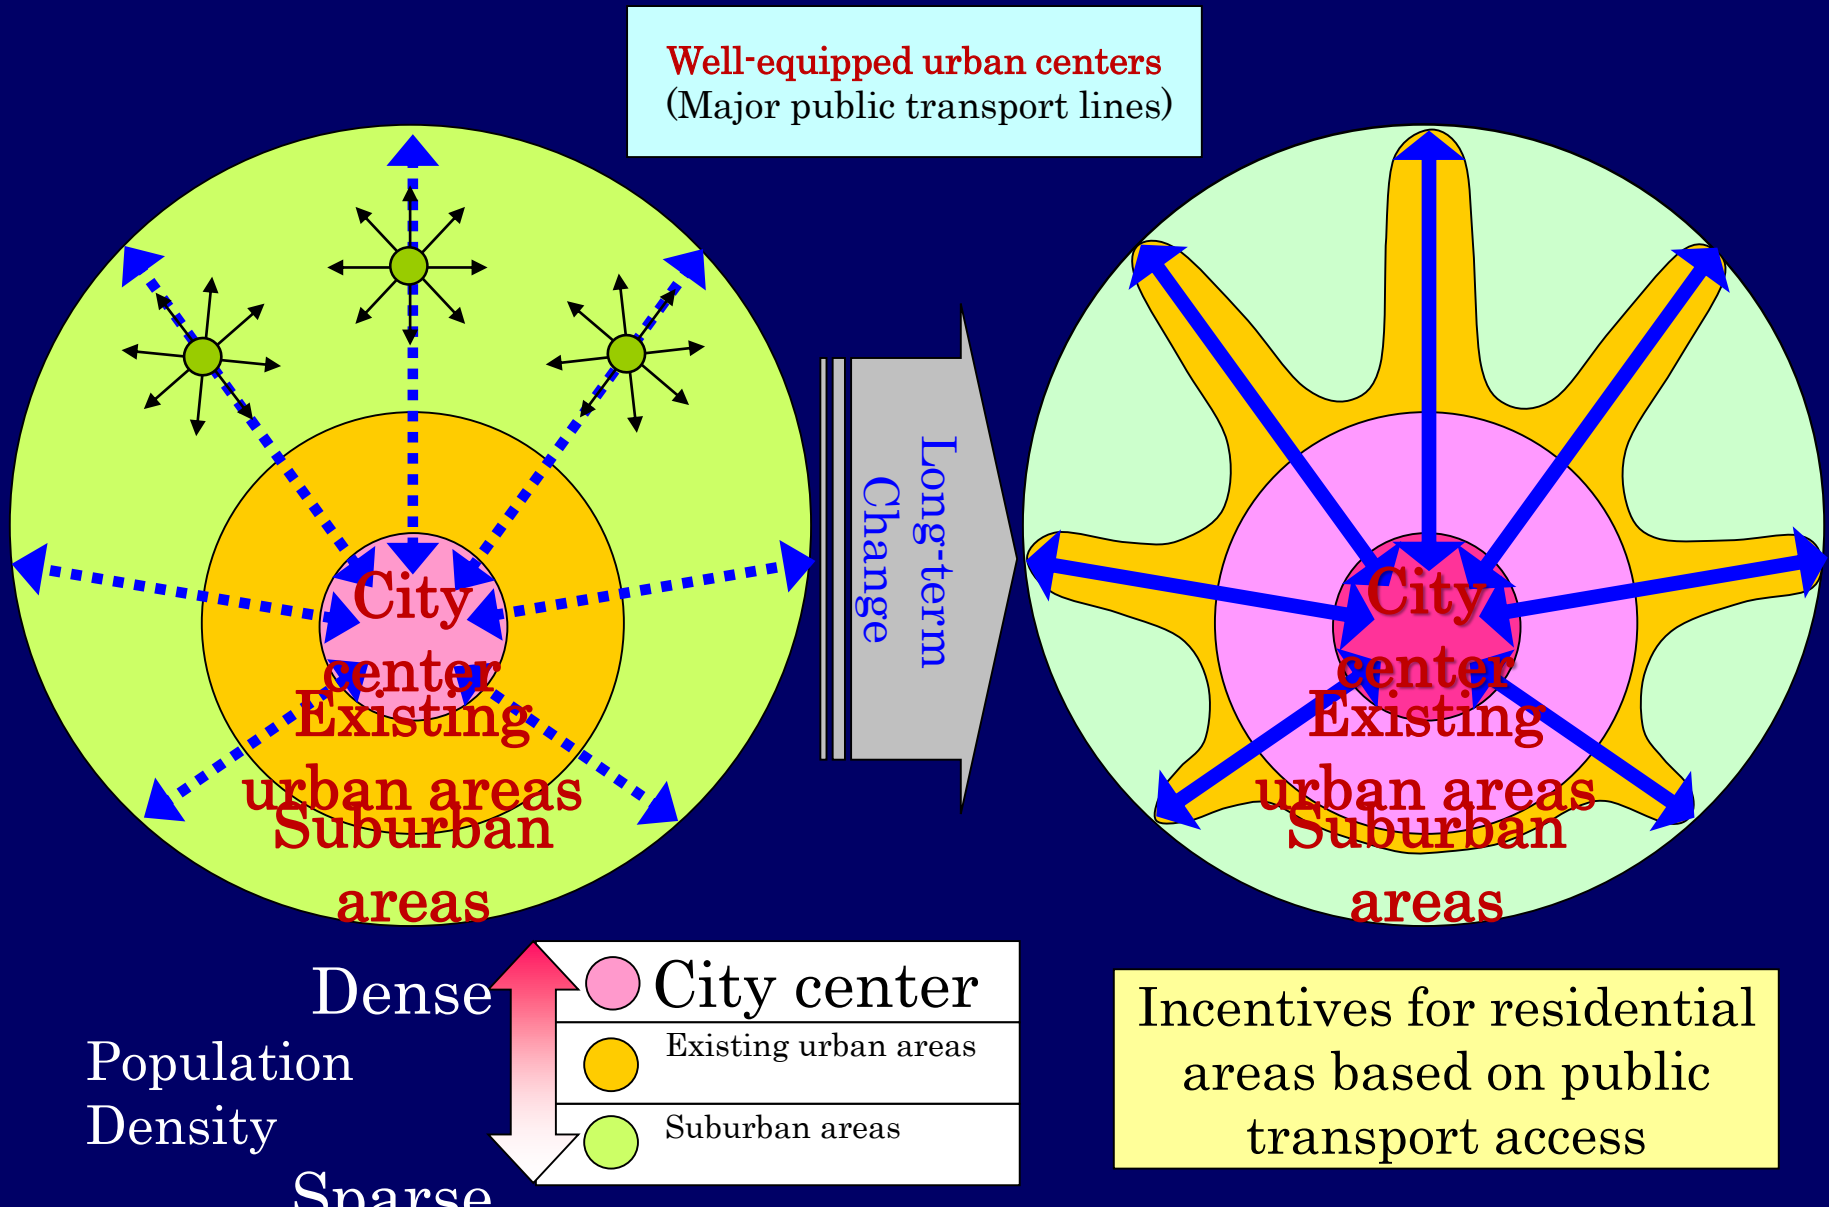 Well-equipped urban centers
(Major public transport lines)
City
center
Existing
urban areas
Suburban
areas
Long-term
Change
City
center
Existing
urban areas
Suburban
areas
Dense
Population
Density
Sparse
City center
Existing urban areas
Suburban areas
Incentives for residential
areas based on public
transport access